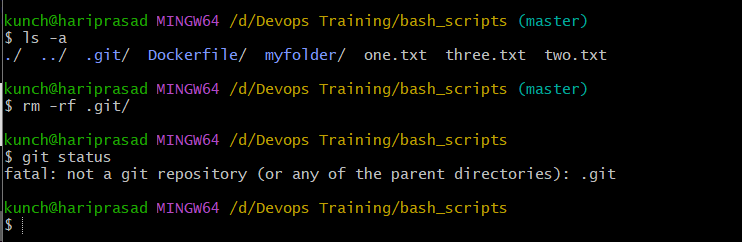 kunch@hariprasad MINGW64 /d/Devops Training/bash_scripts (master)
$ ls -a
./  ../  .git/  Dockerfile/  myfolder/  one.txt  three.txt  two.txt
kunch@hariprasad MINGW64 /d/Devops Training/bash_scripts (master)
$ rm -rf .git/
kunch@hariprasad MINGW64 /d/Devops Training/bash_scripts
$ git status
fatal: not a git repository (or any of the parent directories): .git
kunch@hariprasad MINGW64 /d/Devops Training/bash_scripts
$